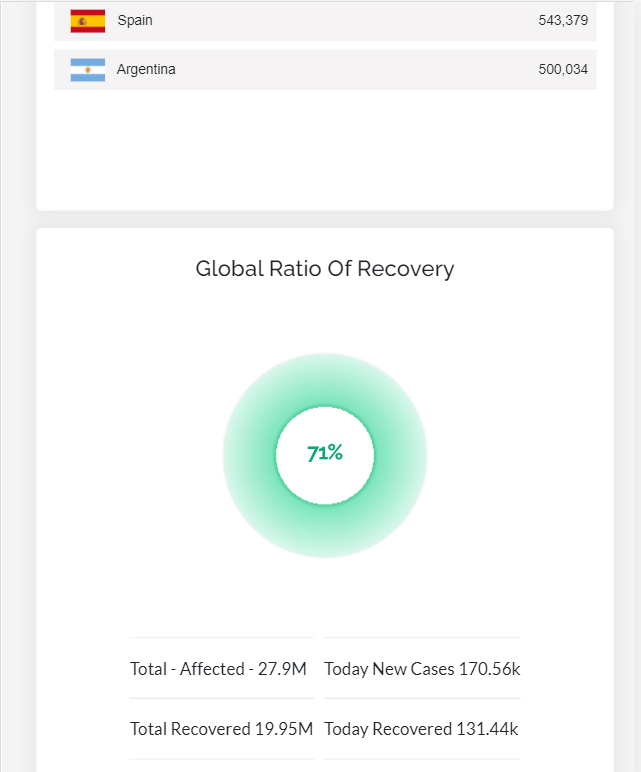 Spain 543,379
Argentina 500,034
Global Ratio Of Recovery
71%
Total - Affected - 27.9M Today New Cases 170.56k
Total Recovered 19.95M Today Recovered 131.44k